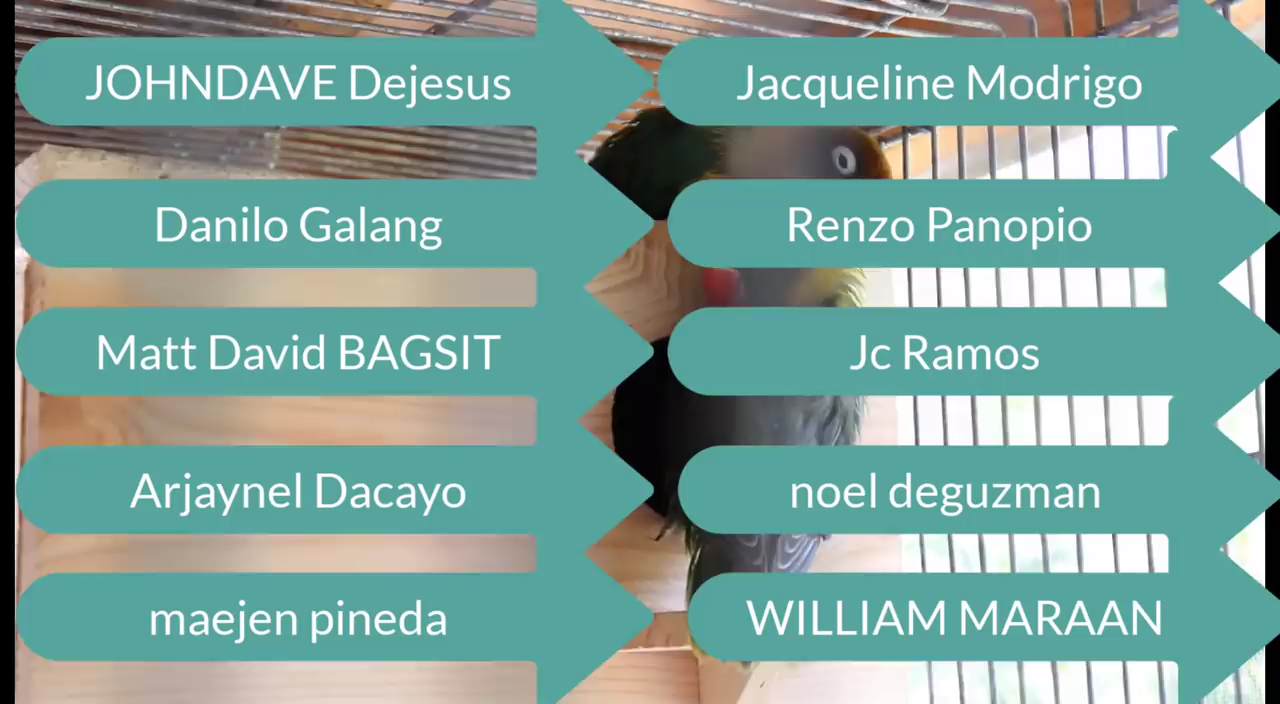 JOHNDAVE Dejesus
Jacqueline Modrigo
Danilo Galang
Renzo Panopio
Matt David BAGSIT
Jc Ramos
Arjaynel Dacayo
noel deguzman
maejen pineda
WILLIAM MARAAN